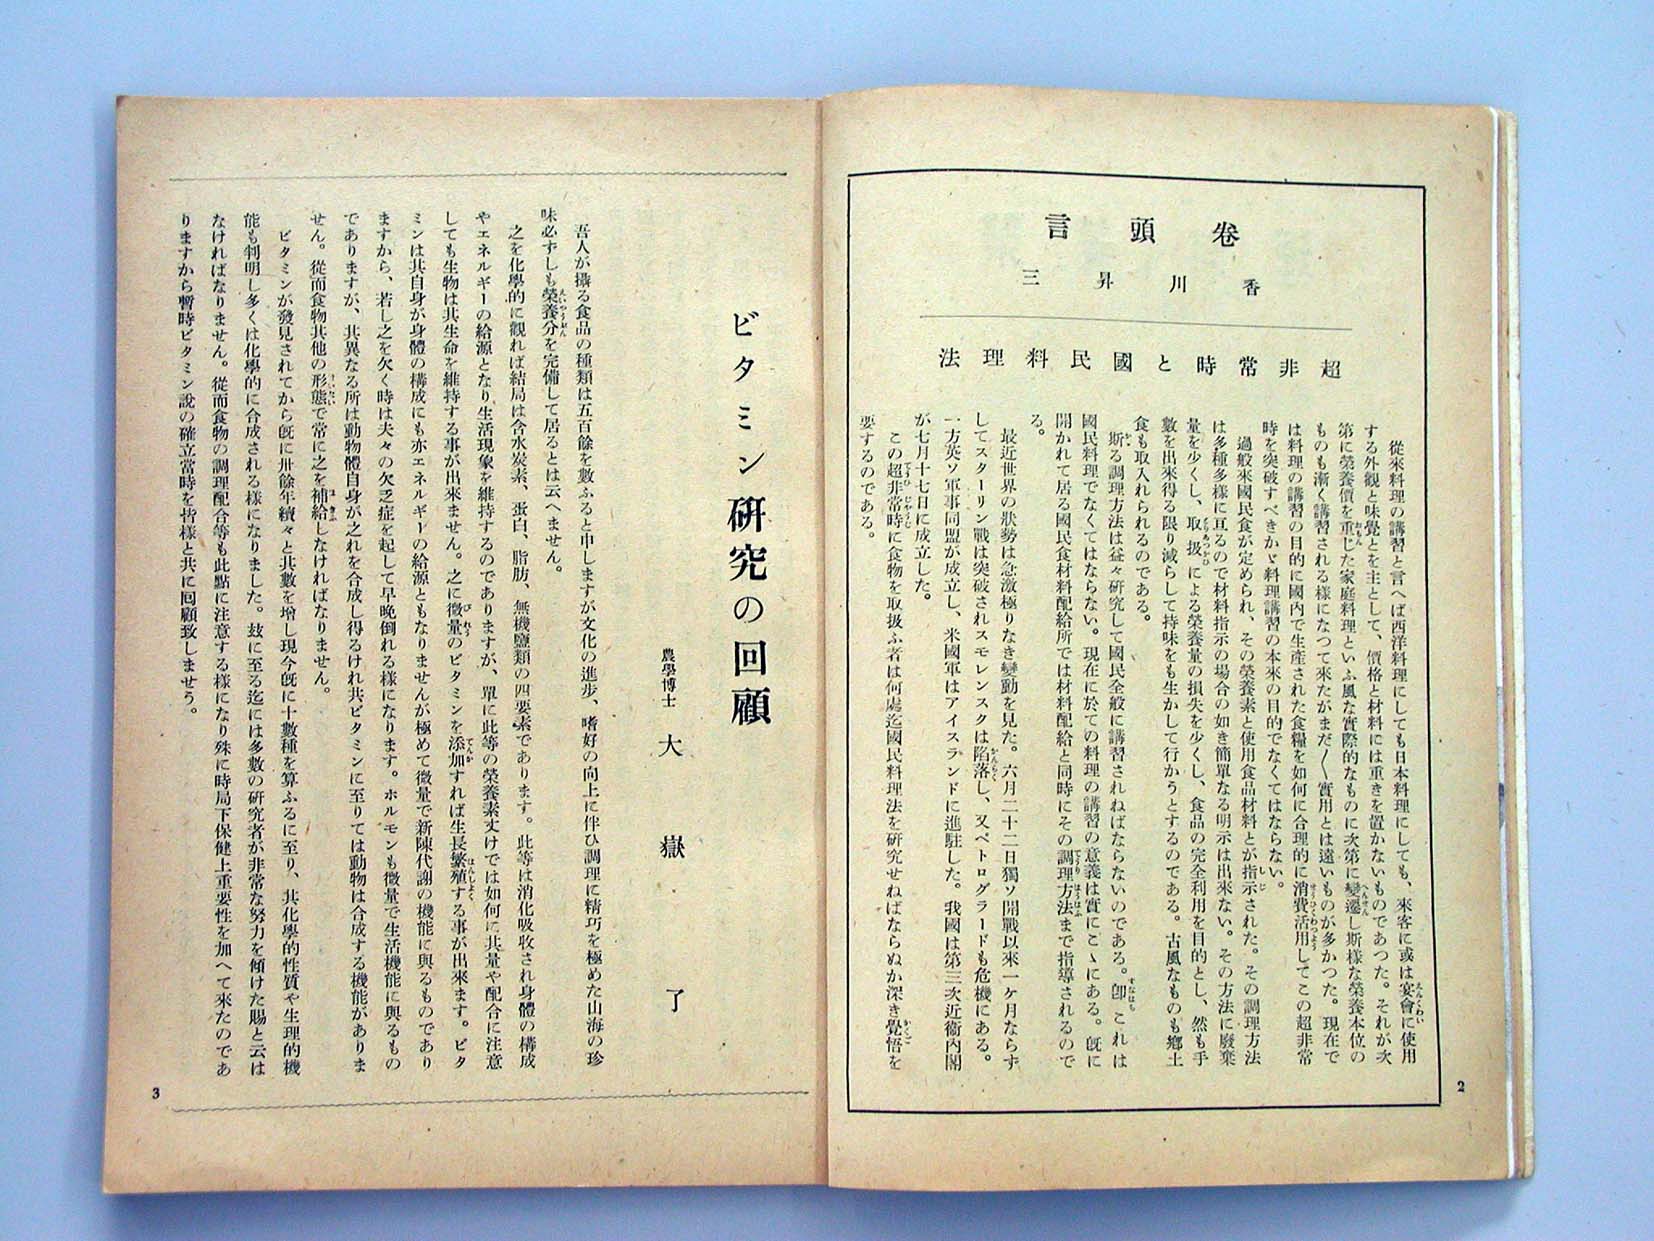 卷頭言
香川昇三
超非常時と國民料理法
從來料理の講習と言へば西洋料理にしても日本料理にしても、來客に或は宴會に使用
する外觀と味覺とを主として、價格と材料には重きを置かないものであつた。それが次
第に榮養價を重じた家庭料理といふ風な實際的なものに次第に變遷し斯樣な榮養本位の
ものも漸く講習される樣になつて來たがまだ〱實用とは遠いものが多かつた。現在で
は料理の講習の目的に國內で生產された食糧を如何に合理的に消費活用してこの超非常
時を突破すべきかゞ料理講習の本來の目的でなくてはならない。
過般來國民食が定められ、その榮養素と使用食品材料とが指示された。その調理方法
は多種多樣に亙るので材料指示の場合の如き簡單なる明示は出來ない。その方法に廢棄
量を少くし、取扱による榮養量の損失を少くし、食品の完全利用を目的とし、然も手
數を出來得る限り減らして持味をも生かして行かうとするのである。古風なものも鄕土
食も取入れられるのである。
斯る調理方法は益々研究して國民全般に講習されねばならないのである。卽これは
國民料理でなくてはならない。現在に於ての料理の講習の意義は實にこゝにある。旣に
開かれて居る國民食材料配給所では材料配給と同時にその調理方法まで指導されるので
る。
最近世界の狀勢は急激極りなき變動を見た。六月二十二日獨ソ開戰以來一ケ月ならず
してスターリン戰は突破されスモレンスクは陷落し、又ペトログラードも危機にある。
一方英ソ軍事同盟が成立し、米國軍はアイスランドに進駐した。我國は第三次近衞內閣
が七月十七日に成立した。
この超非常時に食物を取扱ふ者は何處迄國民料理法を硏究せねばならぬか深き覺悟を
要するのである。
2
ビタミン研究の回顧
農學博士 大嶽了
吾人が攝る食品の種類は五百餘を數ふると申しますが文化の進步、嗜好の向上に伴ひ調理に精巧を極めた山海の珍
味必ずしも榮養分を完備して居るとは云へません。
之を化學的に觀れば結局は含水炭素、蛋白、脂肪、無機鹽類の四要素であります。此等は消化吸收され身體の構成
やエネルギーの給源となり生活現象を維持するのでありますが、單に此等の榮養素丈けでは如何に其量や配合に注意
しても生物は其生命を維持する事が出來ません。之に微量のビタミンを添加すれば生長繁殖する事が出來ます。ビタ
ミンは其自身が身體の構成にも亦エネルギーの給源ともなりませんが極めて微量で新陳代謝の機能に與るものであり
ますから、若し之を欠く時は夫々の欠乏症を起して早晚倒れる樣になります。ホルモンも微量で生活機能に與るもの
でありますが、其異なる所は動物體自身が之れを合成し得るけれ共ビタミンに至りては動物は合成する機能がありま
せん。從而食物其他の形態で常に之を補給しなければなりません。
ビタミンが發見されてから旣に卅餘年續々と其數を增し現今旣に十數種を算ふるに至り、其化學的性質や生理的機
能も判明し多くは化學的に合成される樣になりました。玆に至る迄には多數の硏究者が非常な努力を傾けた賜と云は
なければなりません。從而食物の調理配合等も此點に注意する樣になり殊に時局下保健上重要性を加へて來たのであ
りますから暫時ビタミン說の確立當時を皆樣と共に回顧致しませう。
3